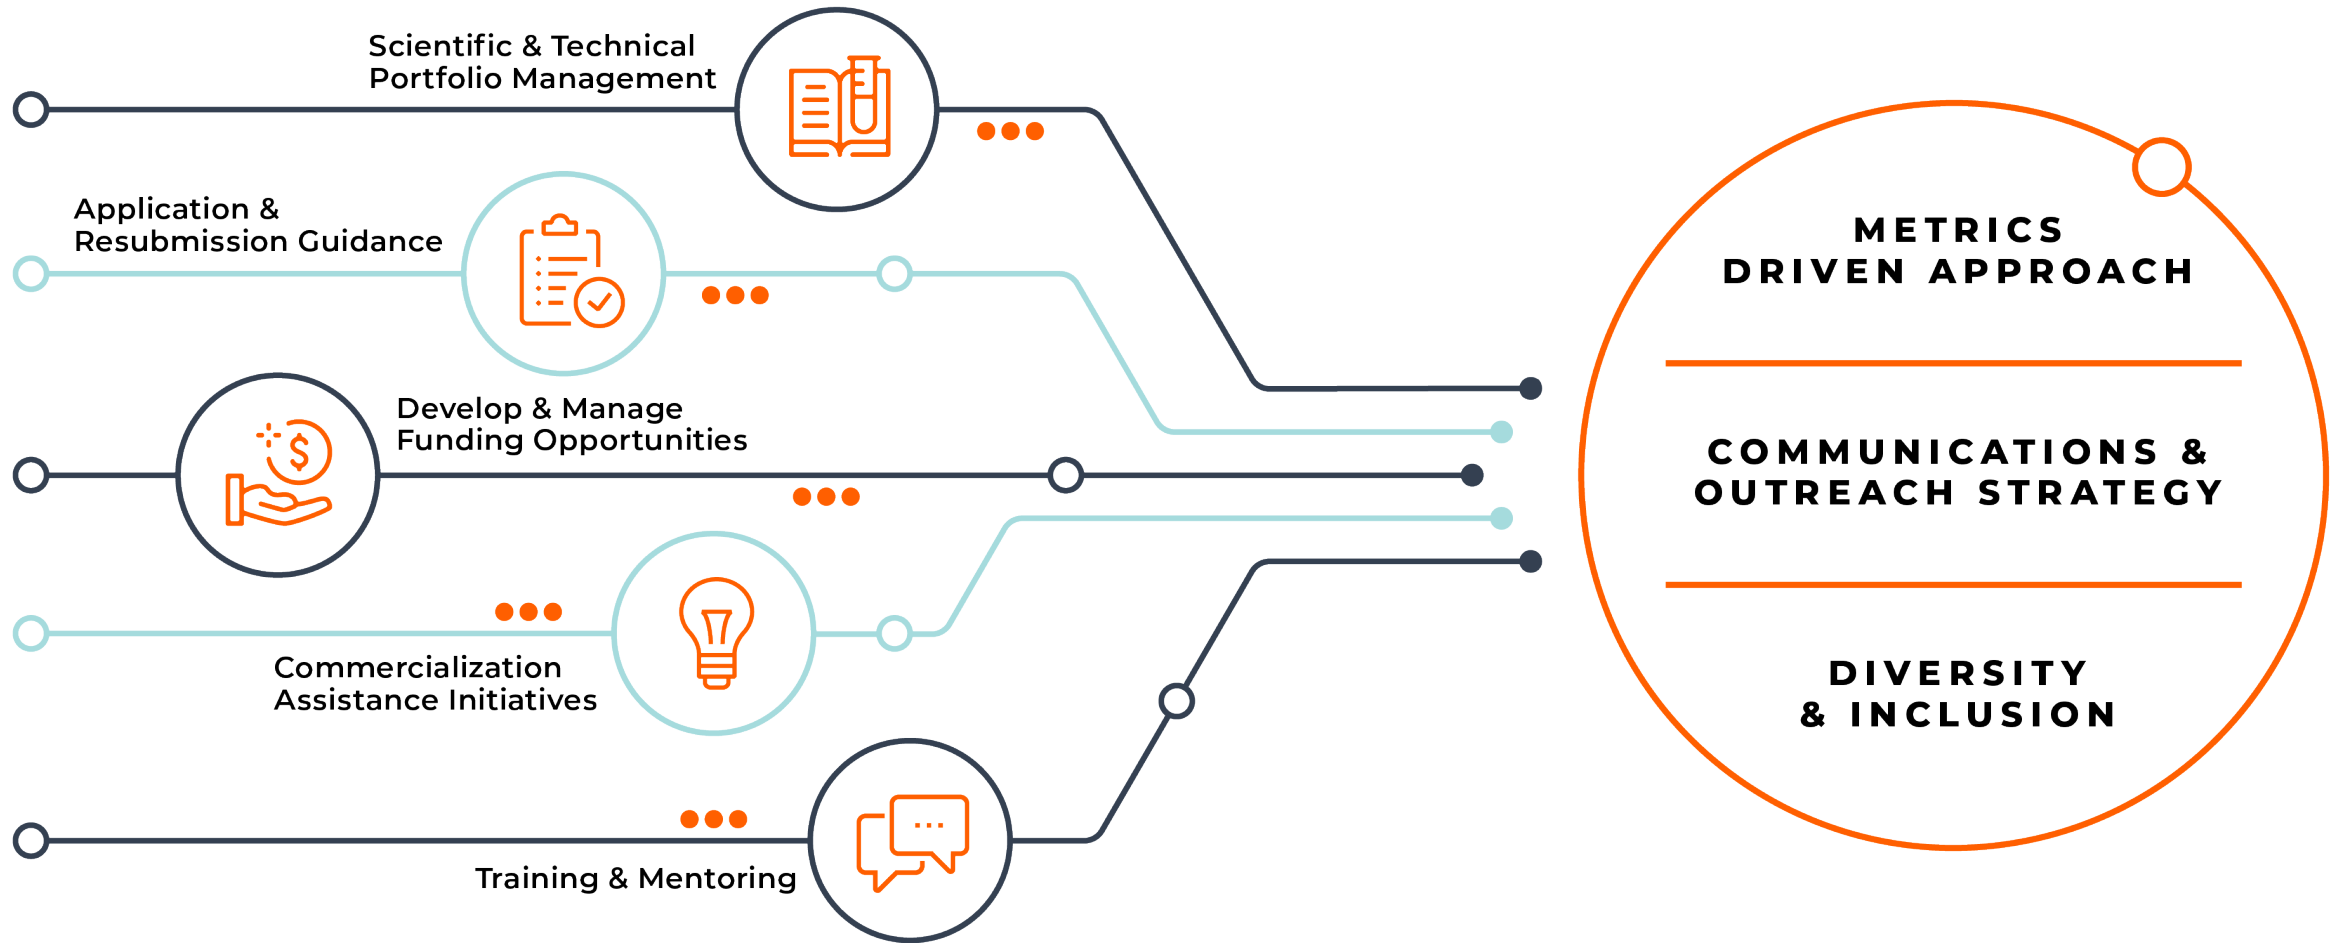 Scientific & Technical
Portfolio Management
Application &
Resubmission Guidance
Develop & Manage
Funding Opportunities
Commercialization
Assistance Initiatives
Training & Mentoring
METRICS
DRIVEN APPROACH
COMMUNICATIONS &
OUTREACH STRATEGY
DIVERSITY
& INCLUSION